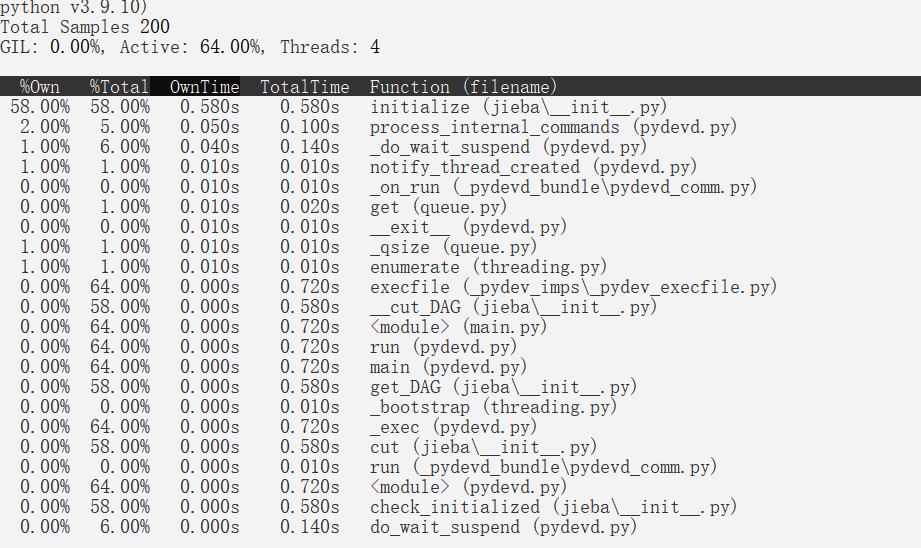 python v3.9.10)
Total Samples 200
GIL: 0.00%, Active: 64.00%, Threads: 4
%Own %Total OwnTime TotalTime Function (filename)
58.00% 58.00% 0.580s 0.580s initialize (jieba\__init__.py)
2.00% 5.00% 0.050s 0.100s process_internal_commands (pydevd.py)
1.00% 6.00% 0.040s 0.140s _do_wait_suspend (pydevd.py)
1.00% 1.00% 0.010s 0.010s notify_thread_created (pydevd.py)
0.00% 0.00% 0.010s 0.010s _on_run (_pydevd_bundle\pydevd_comm.py)
0.00% 1.00% 0.010s 0.020s get (queue.py)
0.00% 0.00% 0.010s 0.010s __exit__ (pydevd.py)
1.00% 1.00% 0.010s 0.010s _qsize (queue.py)
1.00% 1.00% 0.010s 0.010s enumerate (threading.py)
0.00% 64.00% 0.000s 0.720s execfile (_pydev_imps\_pydev_execfile.py)
0.00% 58.00% 0.000s 0.580s __cut_DAG (jieba\__init__.py)
0.00% 64.00% 0.000s 0.720s <module> (main.py)
0.00% 64.00% 0.000s 0.720s run (pydevd.py)
0.00% 64.00% 0.000s 0.720s main (pydevd.py)
0.00% 58.00% 0.000s 0.580s get_DAG (jieba\__init__.py)
0.00% 0.00% 0.000s 0.010s _bootstrap (threading.py)
0.00% 64.00% 0.000s 0.720s _exec (pydevd.py)
0.00% 58.00% 0.000s 0.580s cut (jieba\__init__.py)
0.00% 0.00% 0.000s 0.010s run (_pydevd_bundle\pydevd_comm.py)
0.00% 64.00% 0.000s 0.720s <module> (pydevd.py)
0.00% 58.00% 0.000s 0.580s check_initialized (jieba\__init__.py)
0.00% 6.00% 0.000s 0.140s do_wait_suspend (pydevd.py)